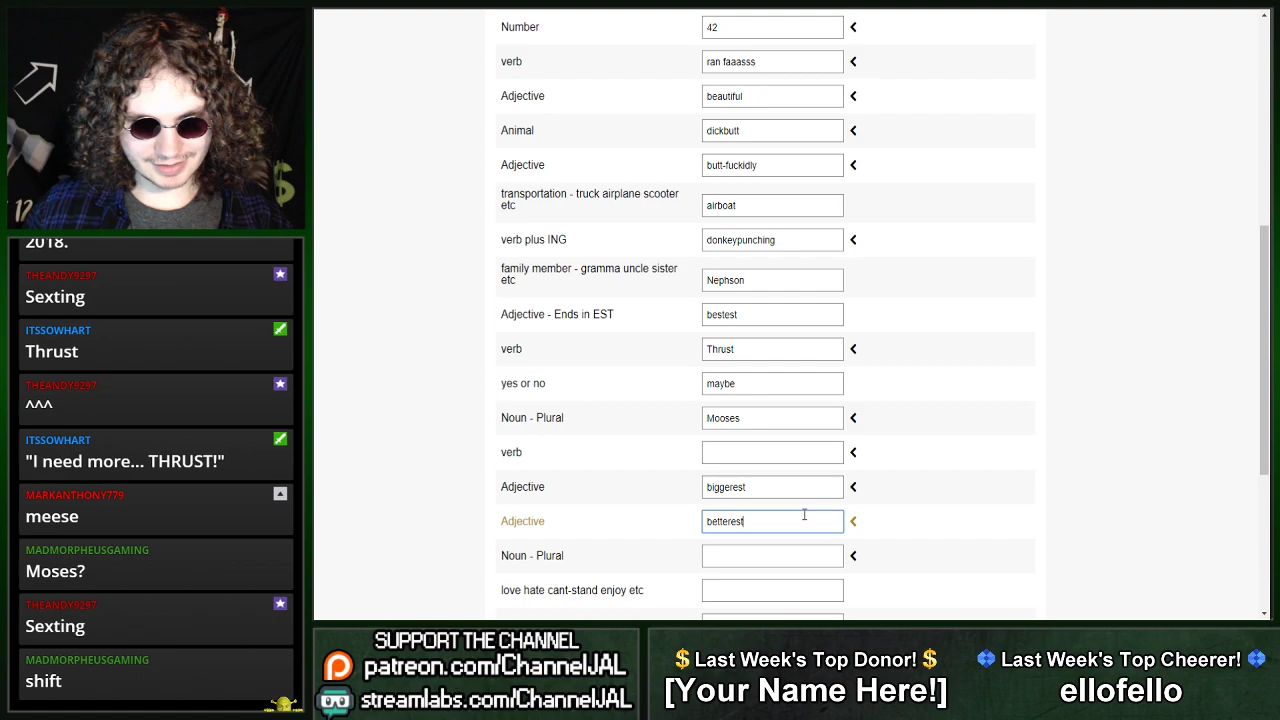 Number
42
verb
ran faaasss
Adjective
beautiful
Animal
dickbutt
Adjective
butt-fuckidly
transportation - truck airplane scooter
etc
airboat
verb plus ING
donkeypunching
family member - gramma uncle sister
etc
Nephson
Adjective - Ends in EST
bestest
verb
Thrust
yes or no
maybe
Noun - Plural
Mooses
verb
Adjective
biggerest
Adjective
betterest
Noun - Plural
love hate cant-stand enjoy etc
12
$
2018.
THEANDY9297
Sexting
ITSSOWHART
Thrust
THEANDY9297
^^^
ITSSOWHART
"I need more... THRUST!"
MARKANTHONY779
meese
MADMORPHEUSGAMING
Moses?
THEANDY9297
Sexting
MADMORPHEUSGAMING
shift
SUPPORT THE CHANNEL
patreon.com/ChannelJAL
streamlabs.com/ChannelJAL
$ Last Week's Top Donor! $
[Your Name Here!]
Last Week's Top Cheerer!
ellofello